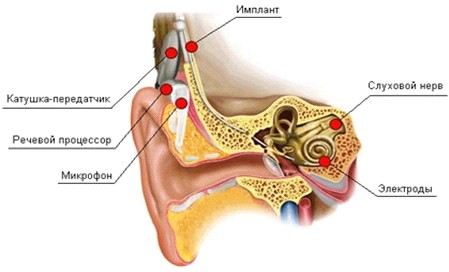 Имплант
Слуховой нерв
Катушка-передатчик
Речевой процессор
Микрофон
Электроды